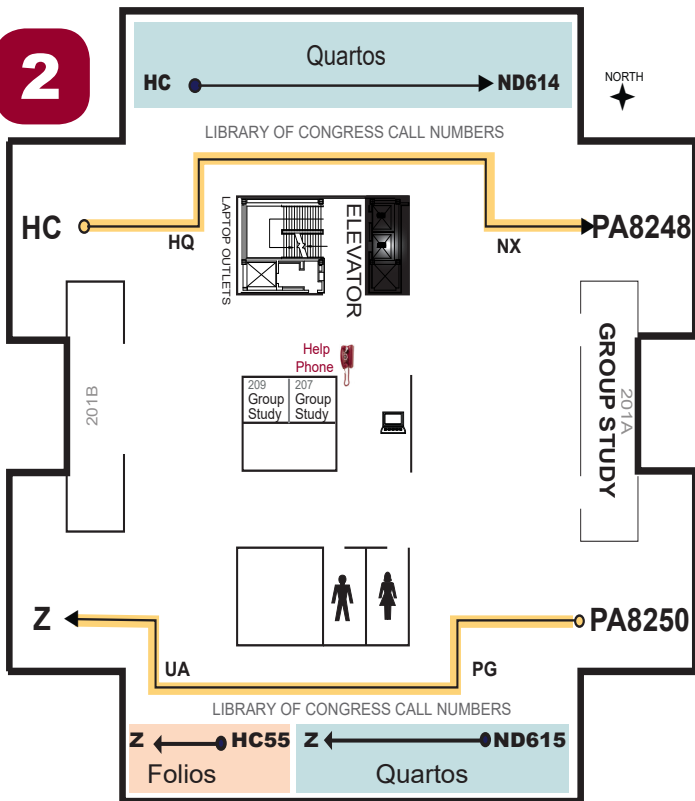 2
Quartos
HC ND614
NORTH
LIBRARY OF CONGRESS CALL NUMBERS
HC PA8248
HQ NX
LAPTOP OUTLETS
ELEVATOR
Help
Phone
201B
209
Group
Study
207
Group
Study
GROUP STUDY
201A
Z PA8250
UA PG
LIBRARY OF CONGRESS CALL NUMBERS
Z HC55
Folios
Z ND615
Quartos